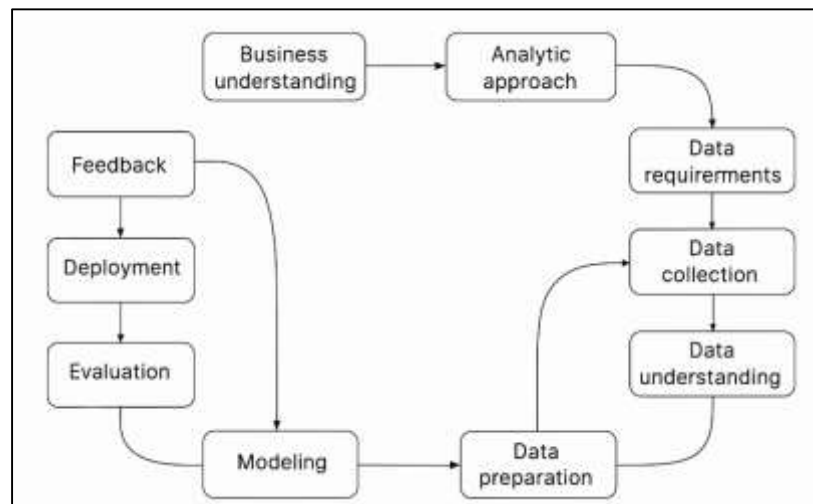 Business
understanding
Analytic
approach
Feedback
Data
requirements
Deployment
Data
collection
Evaluation
Data
understanding
Modeling
Data
preparation